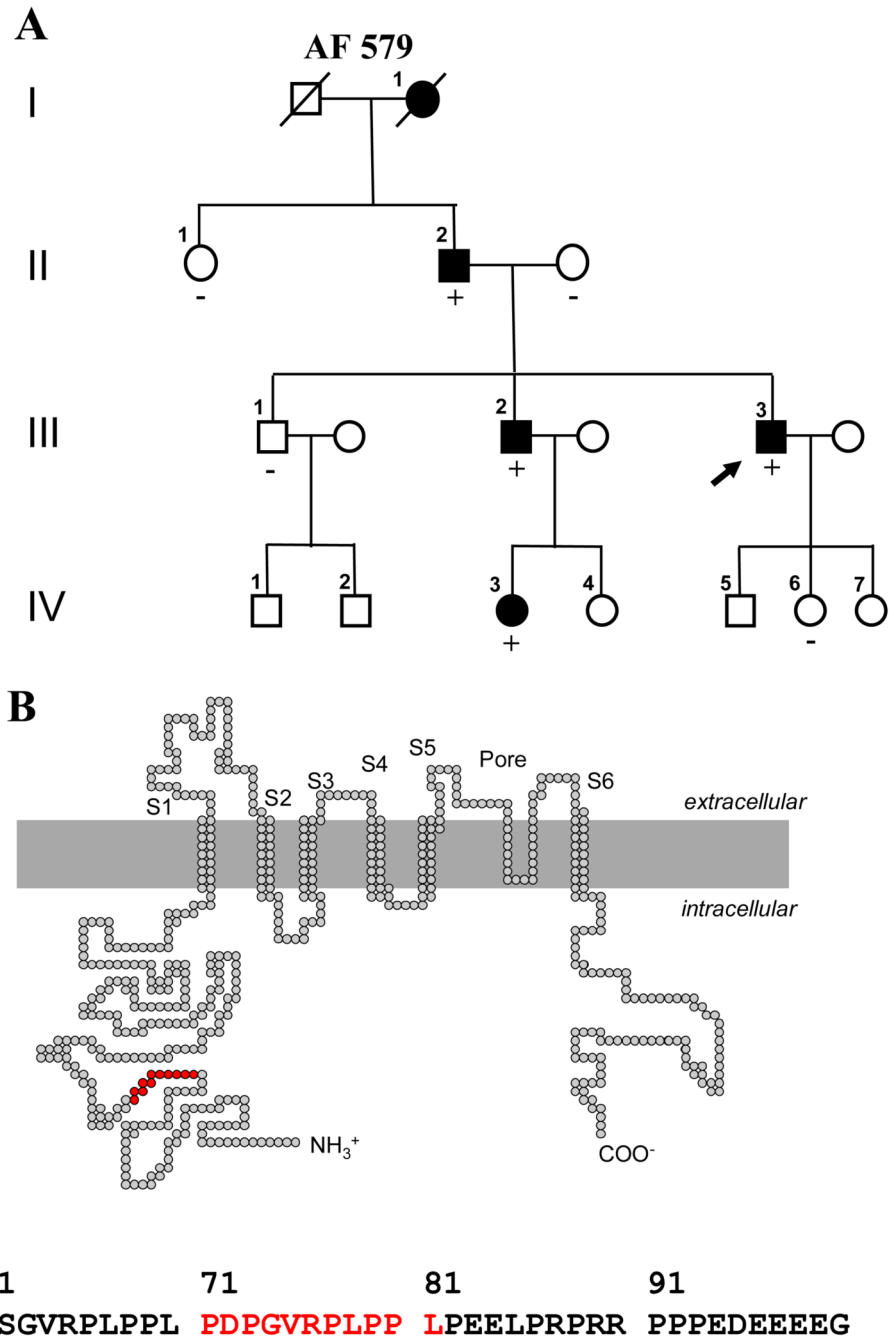 A
AF 579
1
I
1
2
II
-
+
-
1
2
3
III
-
+
+
1
2
3
4
5
6
7
IV
+
-
B
S1
S2
S3
S4
S5
Pore
S6
extracellular
intracellular
NH3+
COO-
1 71 81 91
SGVRPLPPL PDPGVRPLPP LPEELPRPRR PPPEDEEEEG